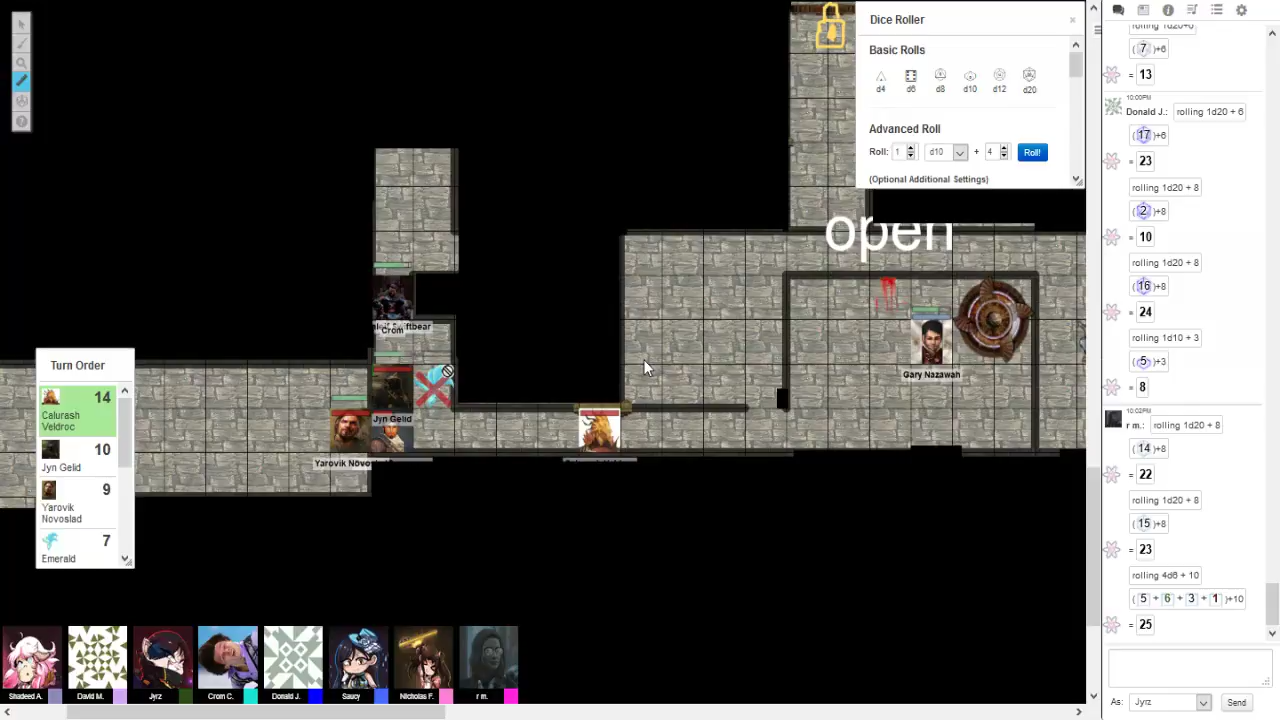 Dice Roller
×
Basic Rolls
d4 d6 d8 d10 d12 d20
Advanced Roll
Roll: 1 d10 + 4 Roll!
(Optional Additional Settings)
open
Crom
Jyn Gelid
Gary Nazawah
Turn Order
14
Calurash
Veldroc
10
Jyn Gelid
9
Yarovik
Novoslad
7
Emerald
Shadeed A. David M. Jyrz Crom C. Donald J. Saucy Nicholas F. r m.
rolling 1d20+6
(7)+6
= 13
10:00PM
Donald J.: rolling 1d20 + 6
(17)+6
= 23
rolling 1d20 + 8
(2)+8
= 10
rolling 1d20 + 8
(16)+8
= 24
rolling 1d10 + 3
(5)+3
= 8
10:02PM
r m.: rolling 1d20 + 8
(14)+8
= 22
rolling 1d20 + 8
(15)+8
= 23
rolling 4d6 + 10
(5+6+3+1)+10
= 25
As: Jyrz Send